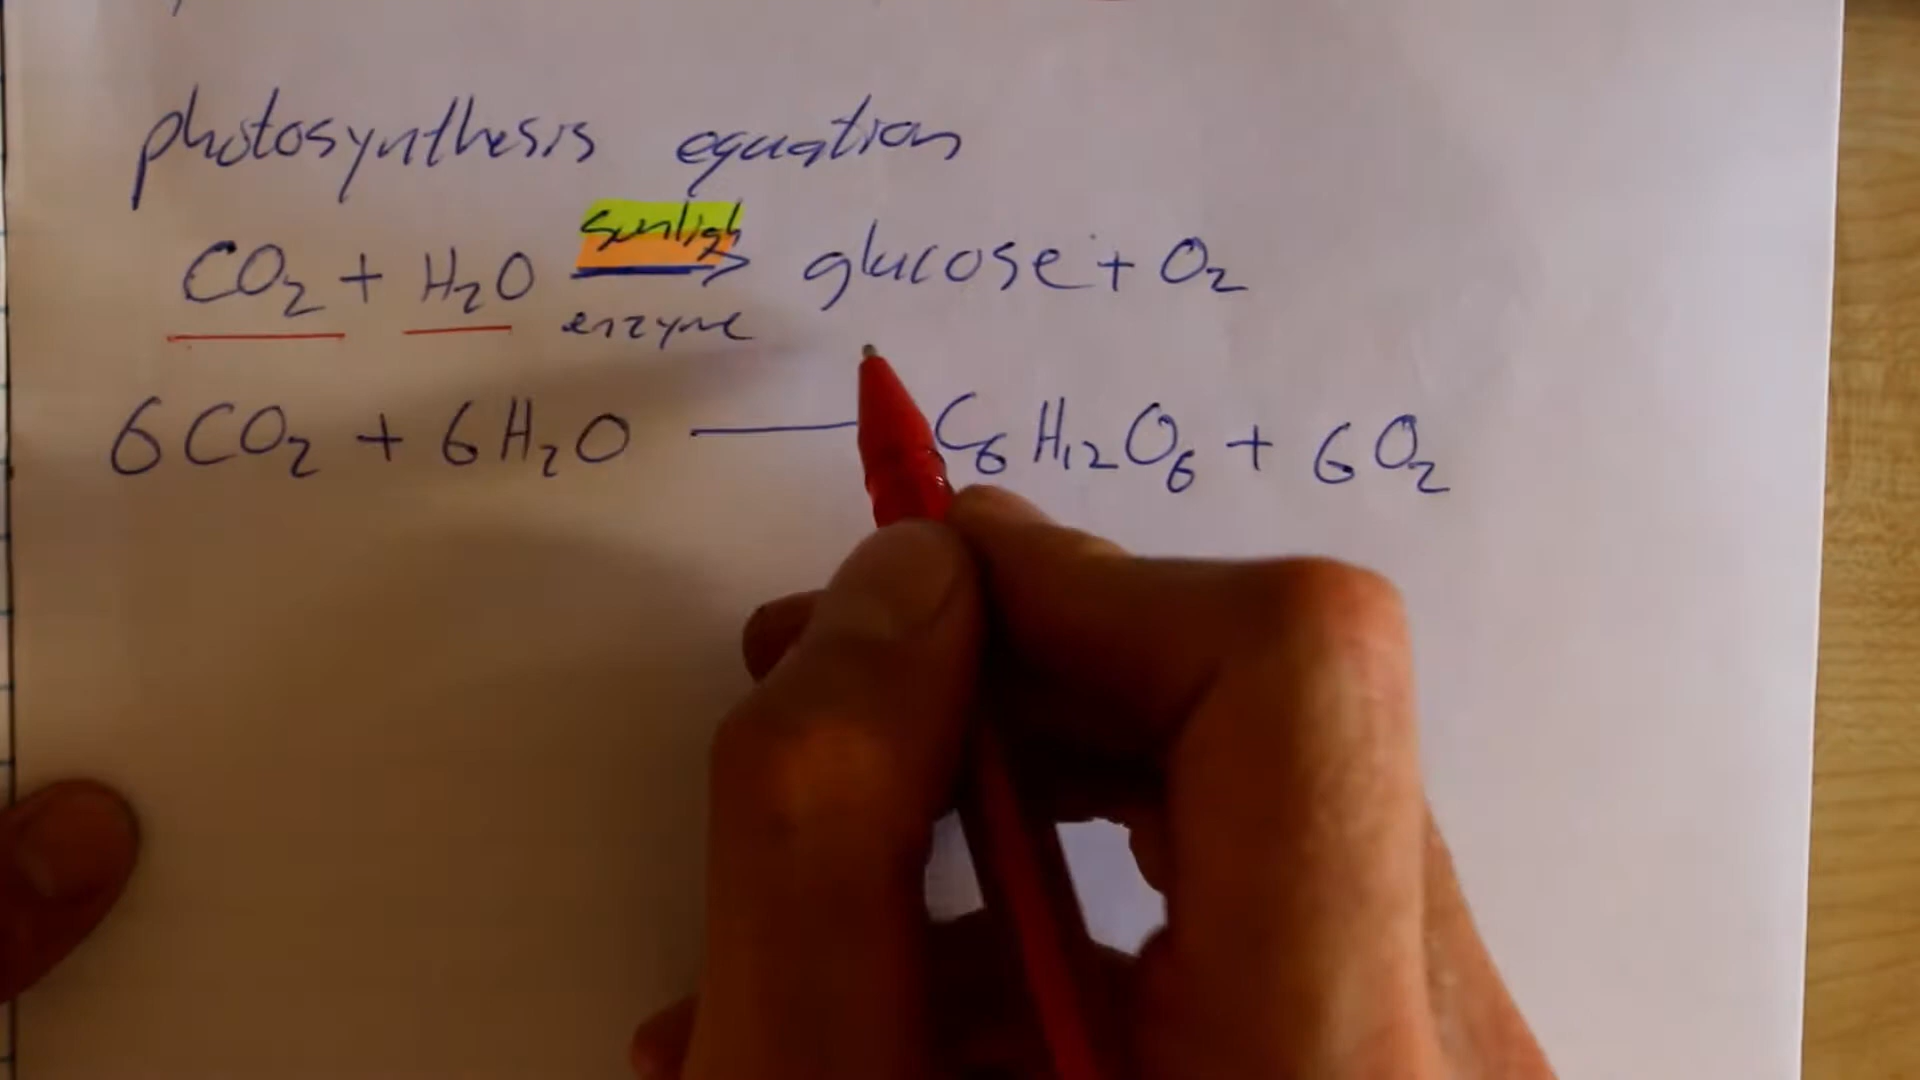 photosynthesis equation
sunligh
CO₂ + H₂O → glucose + O₂
enzyme
6CO₂ + 6H₂O — C₆H₁₂O₆ + 6O₂